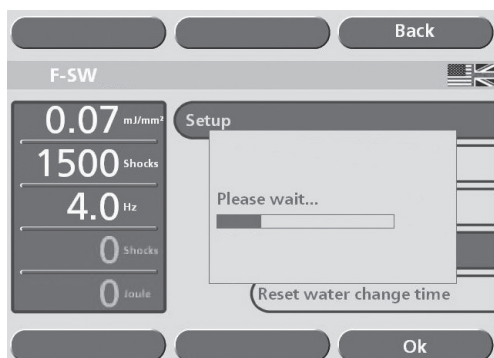 Back
F-SW
0.07 mJ/mm²
Setup
1500 Shocks
Please wait...
4.0 Hz
0 Shocks
0 Joule
Reset water change time
Ok